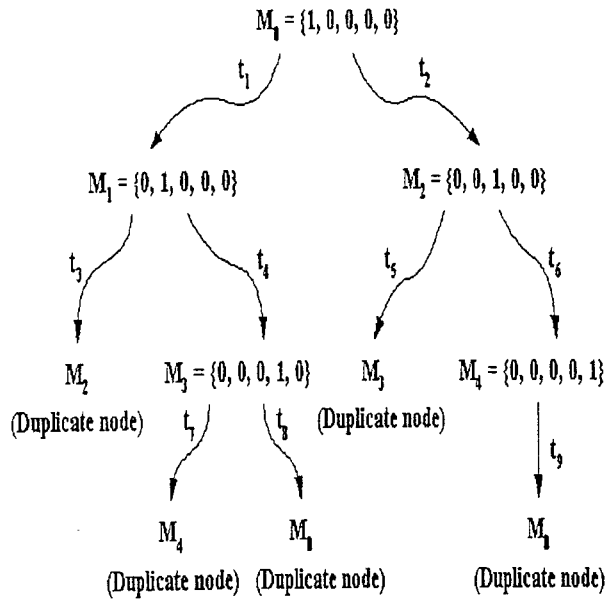 M₀ = {1, 0, 0, 0, 0}
t₁ t₂
M₁ = {0, 1, 0, 0, 0} M₂ = {0, 0, 1, 0, 0}
t₃ t₄ t₅ t₆
M₂ M₃ = {0, 0, 0, 1, 0} M₃ M₄ = {0, 0, 0, 0, 1}
(Duplicate node) (Duplicate node)
t₇ t₈ t₉
M₄ M₀ M₀
(Duplicate node) (Duplicate node) (Duplicate node)